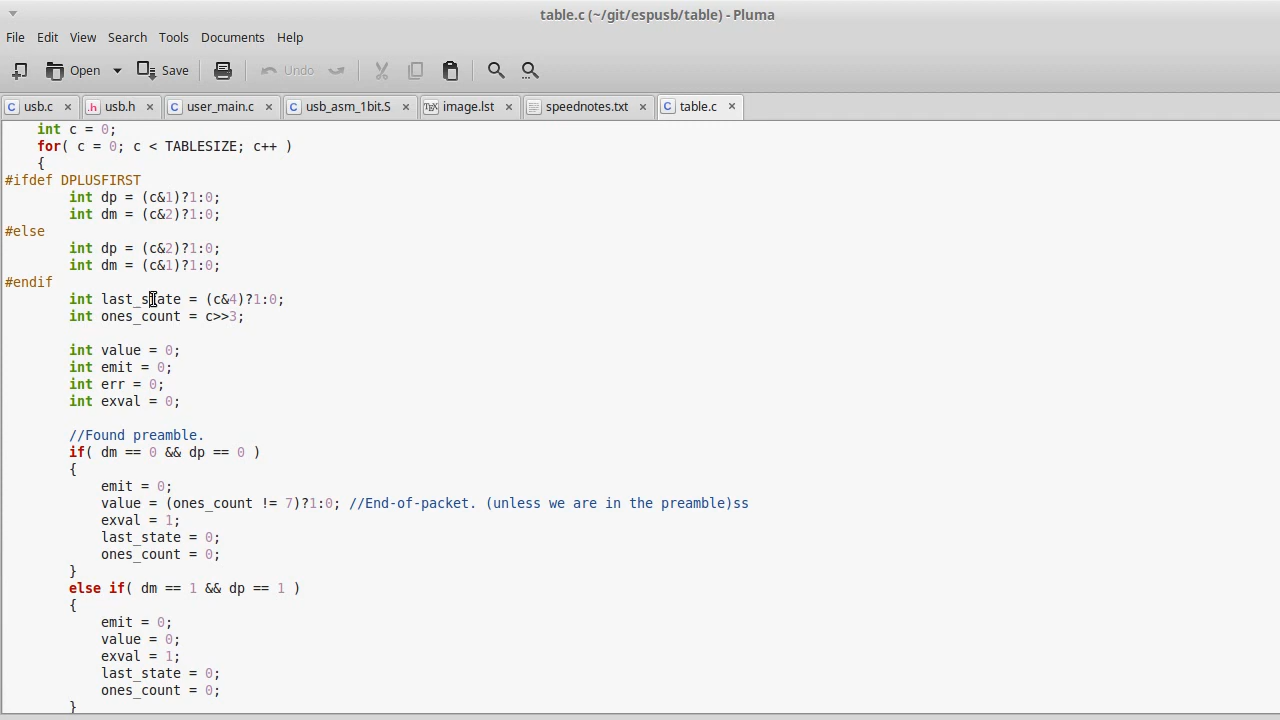 table.c (~/git/espusb/table) - Pluma
File Edit View Search Tools Documents Help
Open Save Undo
usb.c usb.h user_main.c usb_asm_1bit.S image.lst speednotes.txt table.c
int c = 0;
for( c = 0; c < TABLESIZE; c++ )
{
#ifdef DPLUSFIRST
int dp = (c&1)?1:0;
int dm = (c&2)?1:0;
#else
int dp = (c&2)?1:0;
int dm = (c&1)?1:0;
#endif
int last_state = (c&4)?1:0;
int ones_count = c>>3;
int value = 0;
int emit = 0;
int err = 0;
int exval = 0;
//Found preamble.
if( dm == 0 && dp == 0 )
{
emit = 0;
value = (ones_count != 7)?1:0; //End-of-packet. (unless we are in the preamble)ss
exval = 1;
last_state = 0;
ones_count = 0;
}
else if( dm == 1 && dp == 1 )
{
emit = 0;
value = 0;
exval = 1;
last_state = 0;
ones_count = 0;
}